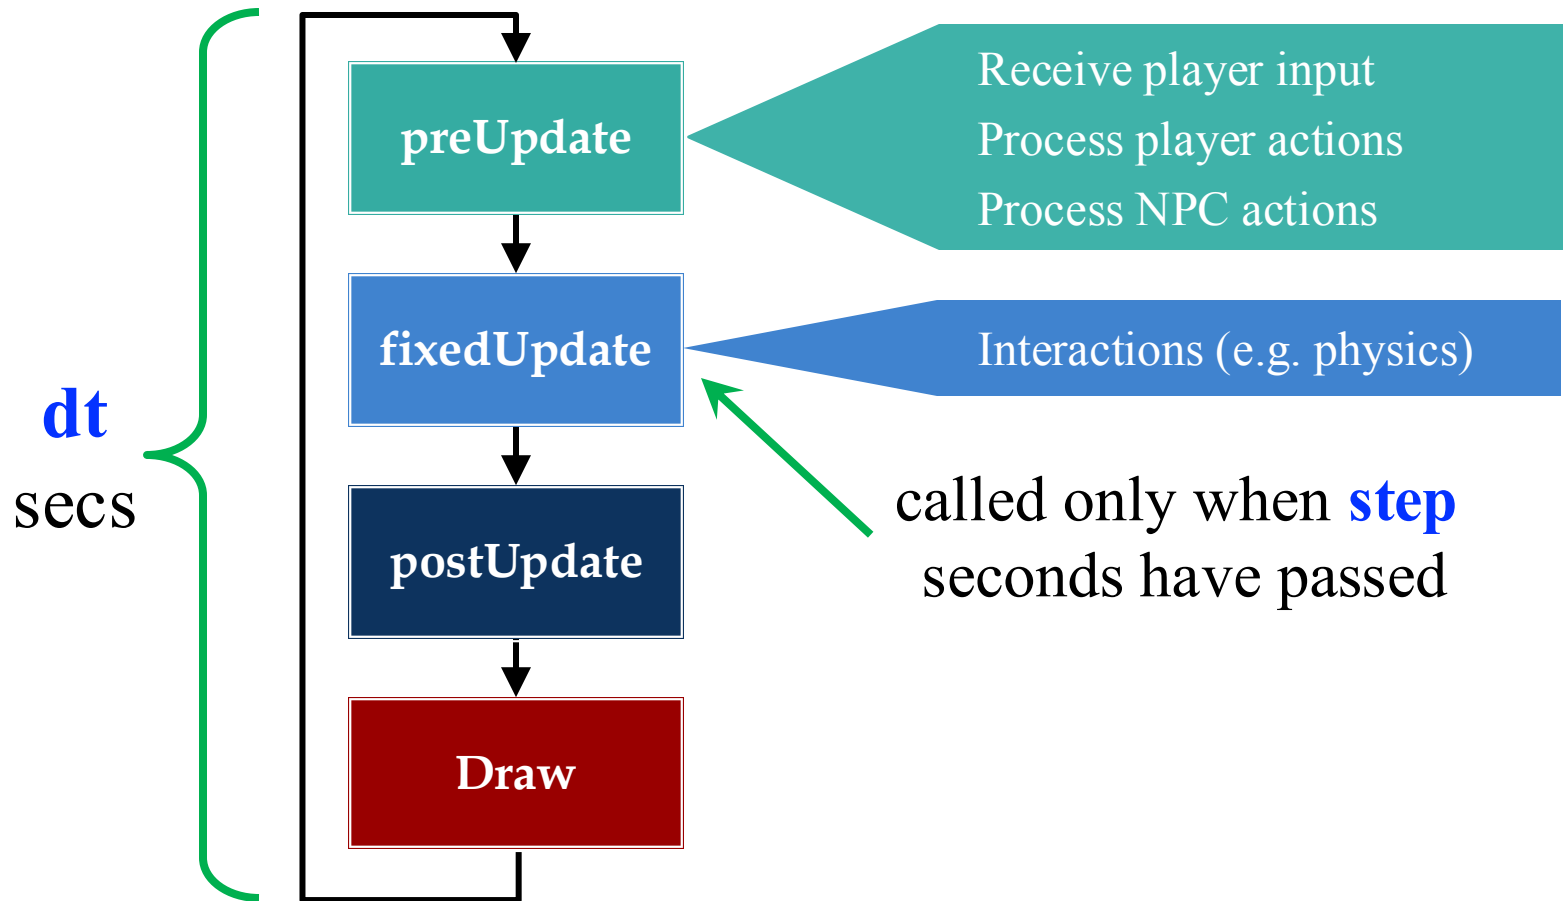 preUpdate
Receive player input
Process player actions
Process NPC actions
fixedUpdate
Interactions (e.g. physics)
dt
secs
called only when step
seconds have passed
postUpdate
Draw